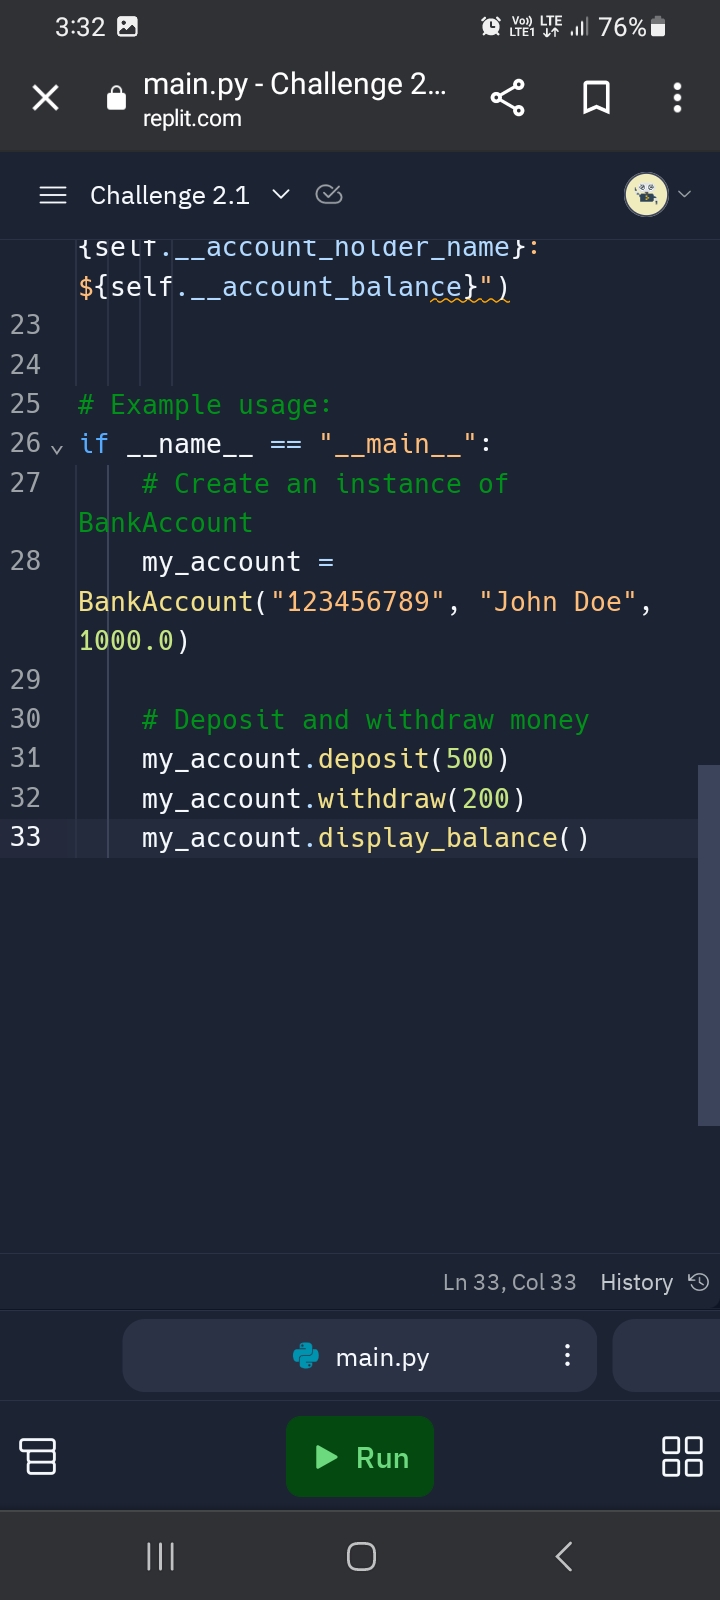 3:32 Vo)) LTE1 LTE 76%
main.py - Challenge 2...
replit.com
Challenge 2.1
{self.__account_holder_name}:
${self.__account_balance}")
23
24
25 # Example usage:
26 if __name__ == "__main__":
27     # Create an instance of
BankAccount
28     my_account =
BankAccount("123456789", "John Doe",
1000.0)
29
30     # Deposit and withdraw money
31     my_account.deposit(500)
32     my_account.withdraw(200)
33     my_account.display_balance()
Ln 33, Col 33 History
main.py
Run